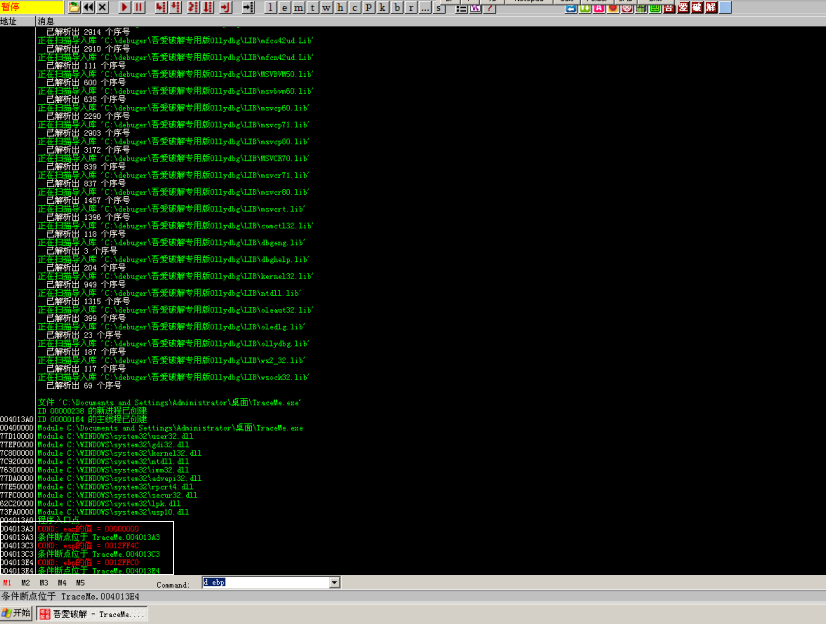 暂停
l e m t w h c P k b r ... s
吾 爱 破 解
地址 消息
已解析出 2914 个序号
正在扫描导入库 'C:\debuger\吾爱破解专用版Ollydbg\LIB\mfcs42ud.Lib'
已解析出 2910 个序号
正在扫描导入库 'C:\debuger\吾爱破解专用版Ollydbg\LIB\mfcn42ud.Lib'
已解析出 111 个序号
正在扫描导入库 'C:\debuger\吾爱破解专用版Ollydbg\LIB\MSVBVM50.lib'
已解析出 600 个序号
正在扫描导入库 'C:\debuger\吾爱破解专用版Ollydbg\LIB\msvbvm60.lib'
已解析出 635 个序号
正在扫描导入库 'C:\debuger\吾爱破解专用版Ollydbg\LIB\msvcp60.lib'
已解析出 2290 个序号
正在扫描导入库 'C:\debuger\吾爱破解专用版Ollydbg\LIB\msvcp71.lib'
已解析出 2903 个序号
正在扫描导入库 'C:\debuger\吾爱破解专用版Ollydbg\LIB\msvcp80.lib'
已解析出 3172 个序号
正在扫描导入库 'C:\debuger\吾爱破解专用版Ollydbg\LIB\MSVCR70.lib'
已解析出 839 个序号
正在扫描导入库 'C:\debuger\吾爱破解专用版Ollydbg\LIB\msvcr71.lib'
已解析出 837 个序号
正在扫描导入库 'C:\debuger\吾爱破解专用版Ollydbg\LIB\msvcr80.lib'
已解析出 1457 个序号
正在扫描导入库 'C:\debuger\吾爱破解专用版Ollydbg\LIB\msvcrt.lib'
已解析出 1396 个序号
正在扫描导入库 'C:\debuger\吾爱破解专用版Ollydbg\LIB\comctl32.lib'
已解析出 118 个序号
正在扫描导入库 'C:\debuger\吾爱破解专用版Ollydbg\LIB\dbgeng.lib'
已解析出 3 个序号
正在扫描导入库 'C:\debuger\吾爱破解专用版Ollydbg\LIB\dbghelp.lib'
已解析出 204 个序号
正在扫描导入库 'C:\debuger\吾爱破解专用版Ollydbg\LIB\kernel32.lib'
已解析出 949 个序号
正在扫描导入库 'C:\debuger\吾爱破解专用版Ollydbg\LIB\ntdll.lib'
已解析出 1315 个序号
正在扫描导入库 'C:\debuger\吾爱破解专用版Ollydbg\LIB\oleaut32.lib'
已解析出 399 个序号
正在扫描导入库 'C:\debuger\吾爱破解专用版Ollydbg\LIB\oledlg.lib'
已解析出 23 个序号
正在扫描导入库 'C:\debuger\吾爱破解专用版Ollydbg\LIB\ollydbg.lib'
已解析出 187 个序号
正在扫描导入库 'C:\debuger\吾爱破解专用版Ollydbg\LIB\ws2_32.lib'
已解析出 117 个序号
正在扫描导入库 'C:\debuger\吾爱破解专用版Ollydbg\LIB\wsock32.lib'
已解析出 69 个序号
文件 'C:\Documents and Settings\Administrator\桌面\TraceMe.exe'
ID 00000238 的新进程已创建
004013A0 ID 00000164 的主线程已创建
00400000 Module C:\Documents and Settings\Administrator\桌面\TraceMe.exe
77D10000 Module C:\WINDOWS\system32\user32.dll
77EF0000 Module C:\WINDOWS\system32\gdi32.dll
7C800000 Module C:\WINDOWS\system32\kernel32.dll
7C920000 Module C:\WINDOWS\system32\ntdll.dll
76300000 Module C:\WINDOWS\system32\imm32.dll
77DA0000 Module C:\WINDOWS\system32\advapi32.dll
77E50000 Module C:\WINDOWS\system32\rpcrt4.dll
77FC0000 Module C:\WINDOWS\system32\secur32.dll
62C20000 Module C:\WINDOWS\system32\lpk.dll
73FA0000 Module C:\WINDOWS\system32\usp10.dll
004013A0 程序入口点
004013A3 COND:
004013A3 条件断点位于 TraceMe.004013A3
004013C3 COND: esp的值 = 0012FF4C
004013C3 条件断点位于 TraceMe.004013C3
004013E4 COND:
004013E4 条件断点位于 TraceMe.004013E4
M1 M2 M3 M4 M5 Command: d ebp
条件断点位于 TraceMe.004013E4
开始 吾爱破解 - TraceMe....